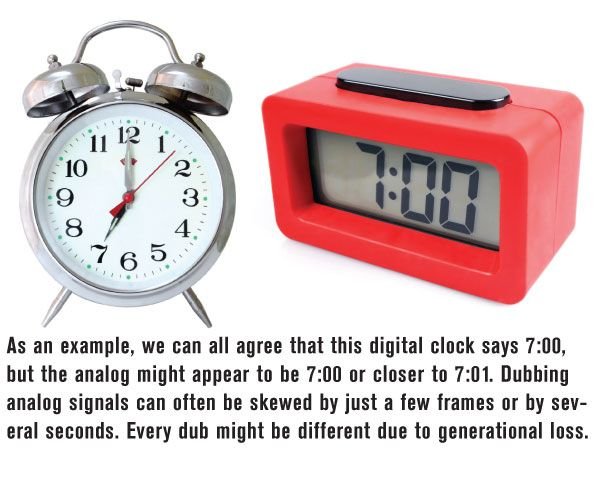 12
11 1
10 2
9 3
8 4
7 5
6
7:00
As an example, we can all agree that this digital clock says 7:00,
but the analog might appear to be 7:00 or closer to 7:01. Dubbing
analog signals can often be skewed by just a few frames or by sev-
eral seconds. Every dub might be different due to generational loss.